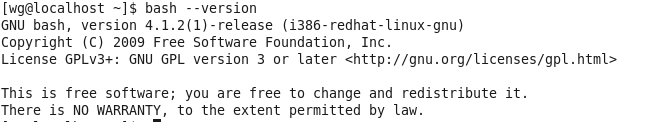 [wg@localhost ~]$ bash --version
GNU bash, version 4.1.2(1)-release (i386-redhat-linux-gnu)
Copyright (C) 2009 Free Software Foundation, Inc.
License GPLv3+: GNU GPL version 3 or later <http://gnu.org/licenses/gpl.html>

This is free software; you are free to change and redistribute it.
There is NO WARRANTY, to the extent permitted by law.